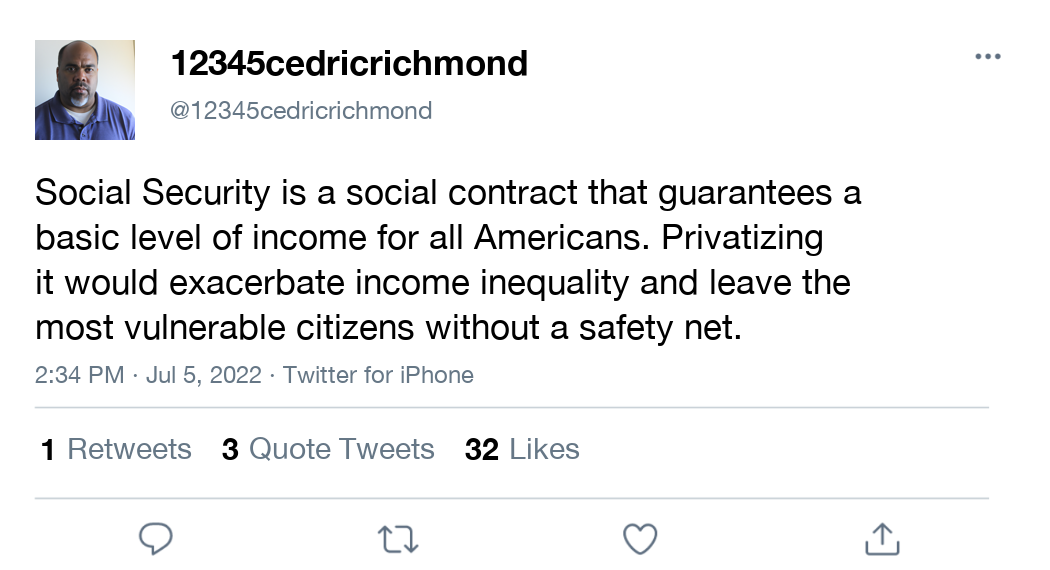 12345cedricrichmond
@12345cedricrichmond
Social Security is a social contract that guarantees a
basic level of income for all Americans. Privatizing
it would exacerbate income inequality and leave the
most vulnerable citizens without a safety net.
2:34 PM · Jul 5, 2022 · Twitter for iPhone
1 Retweets 3 Quote Tweets 32 Likes